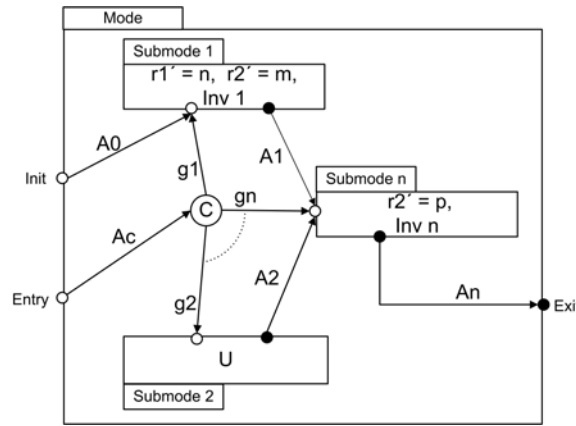 Mode
Submode 1
r1´ = n, r2´ = m,
Inv 1
A0
A1
Init
g1
Submode n
gn
r2´ = p,
C
Inv n
Ac
A2
An
Entry
g2
Exi
U
Submode 2